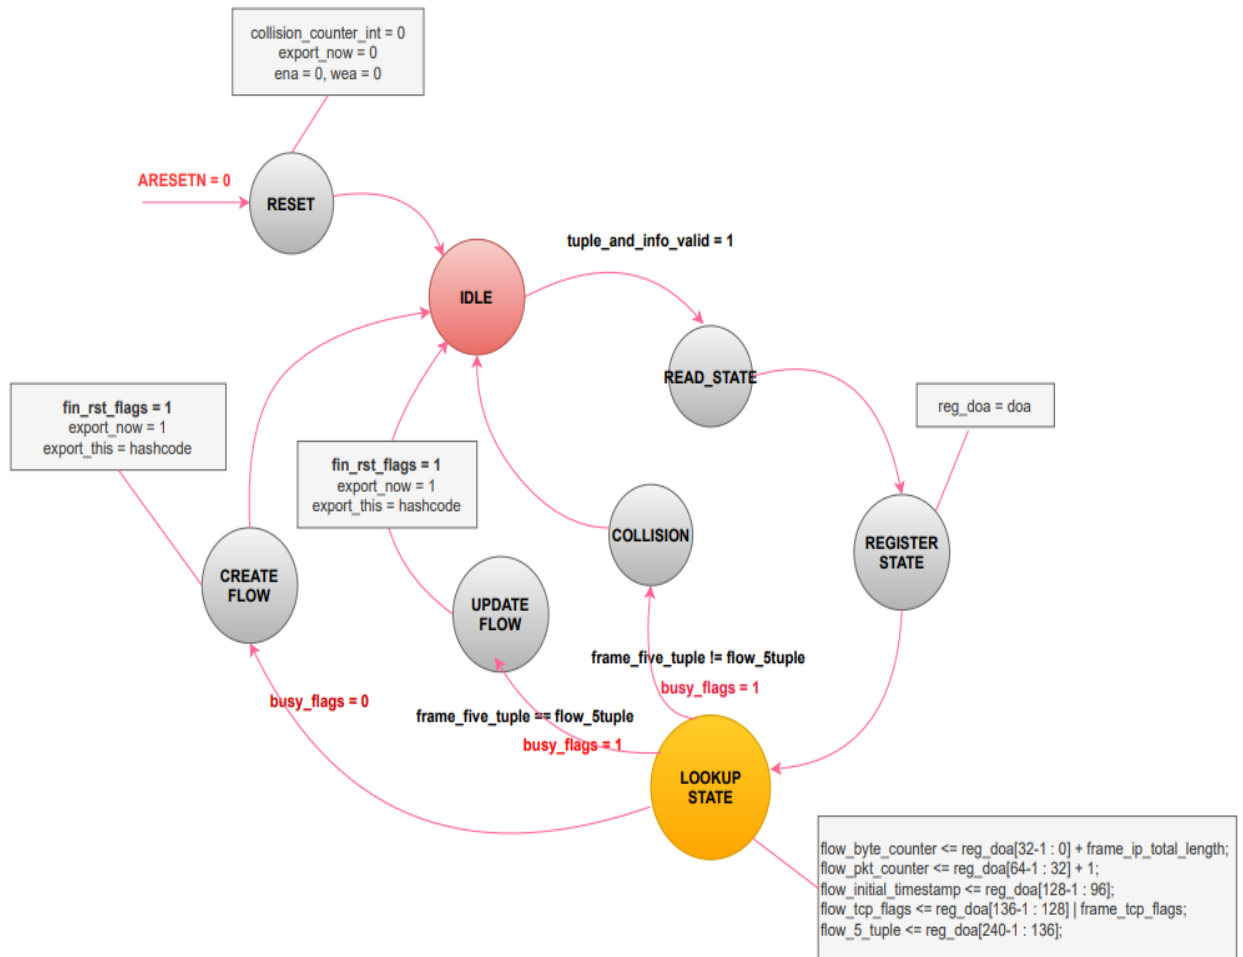 collision_counter_int = 0
export_now = 0
ena = 0, wea = 0
ARESETN = 0
RESET
tuple_and_info_valid = 1
IDLE
READ_STATE
fin_rst_flags = 1
export_now = 1
export_this = hashcode
reg_doa = doa
fin_rst_flags = 1
export_now = 1
export_this = hashcode
COLLISION
REGISTER
STATE
CREATE
FLOW
UPDATE
FLOW
frame_five_tuple != flow_5tuple
busy_flags = 1
busy_flags = 0
frame_five_tuple == flow_5tuple
busy_flags = 1
LOOKUP
STATE
flow_byte_counter <= reg_doa[32-1 : 0] + frame_ip_total_length;
flow_pkt_counter <= reg_doa[64-1 : 32] + 1;
flow_initial_timestamp <= reg_doa[128-1 : 96];
flow_tcp_flags <= reg_doa[136-1 : 128] | frame_tcp_flags;
flow_5_tuple <= reg_doa[240-1 : 136];